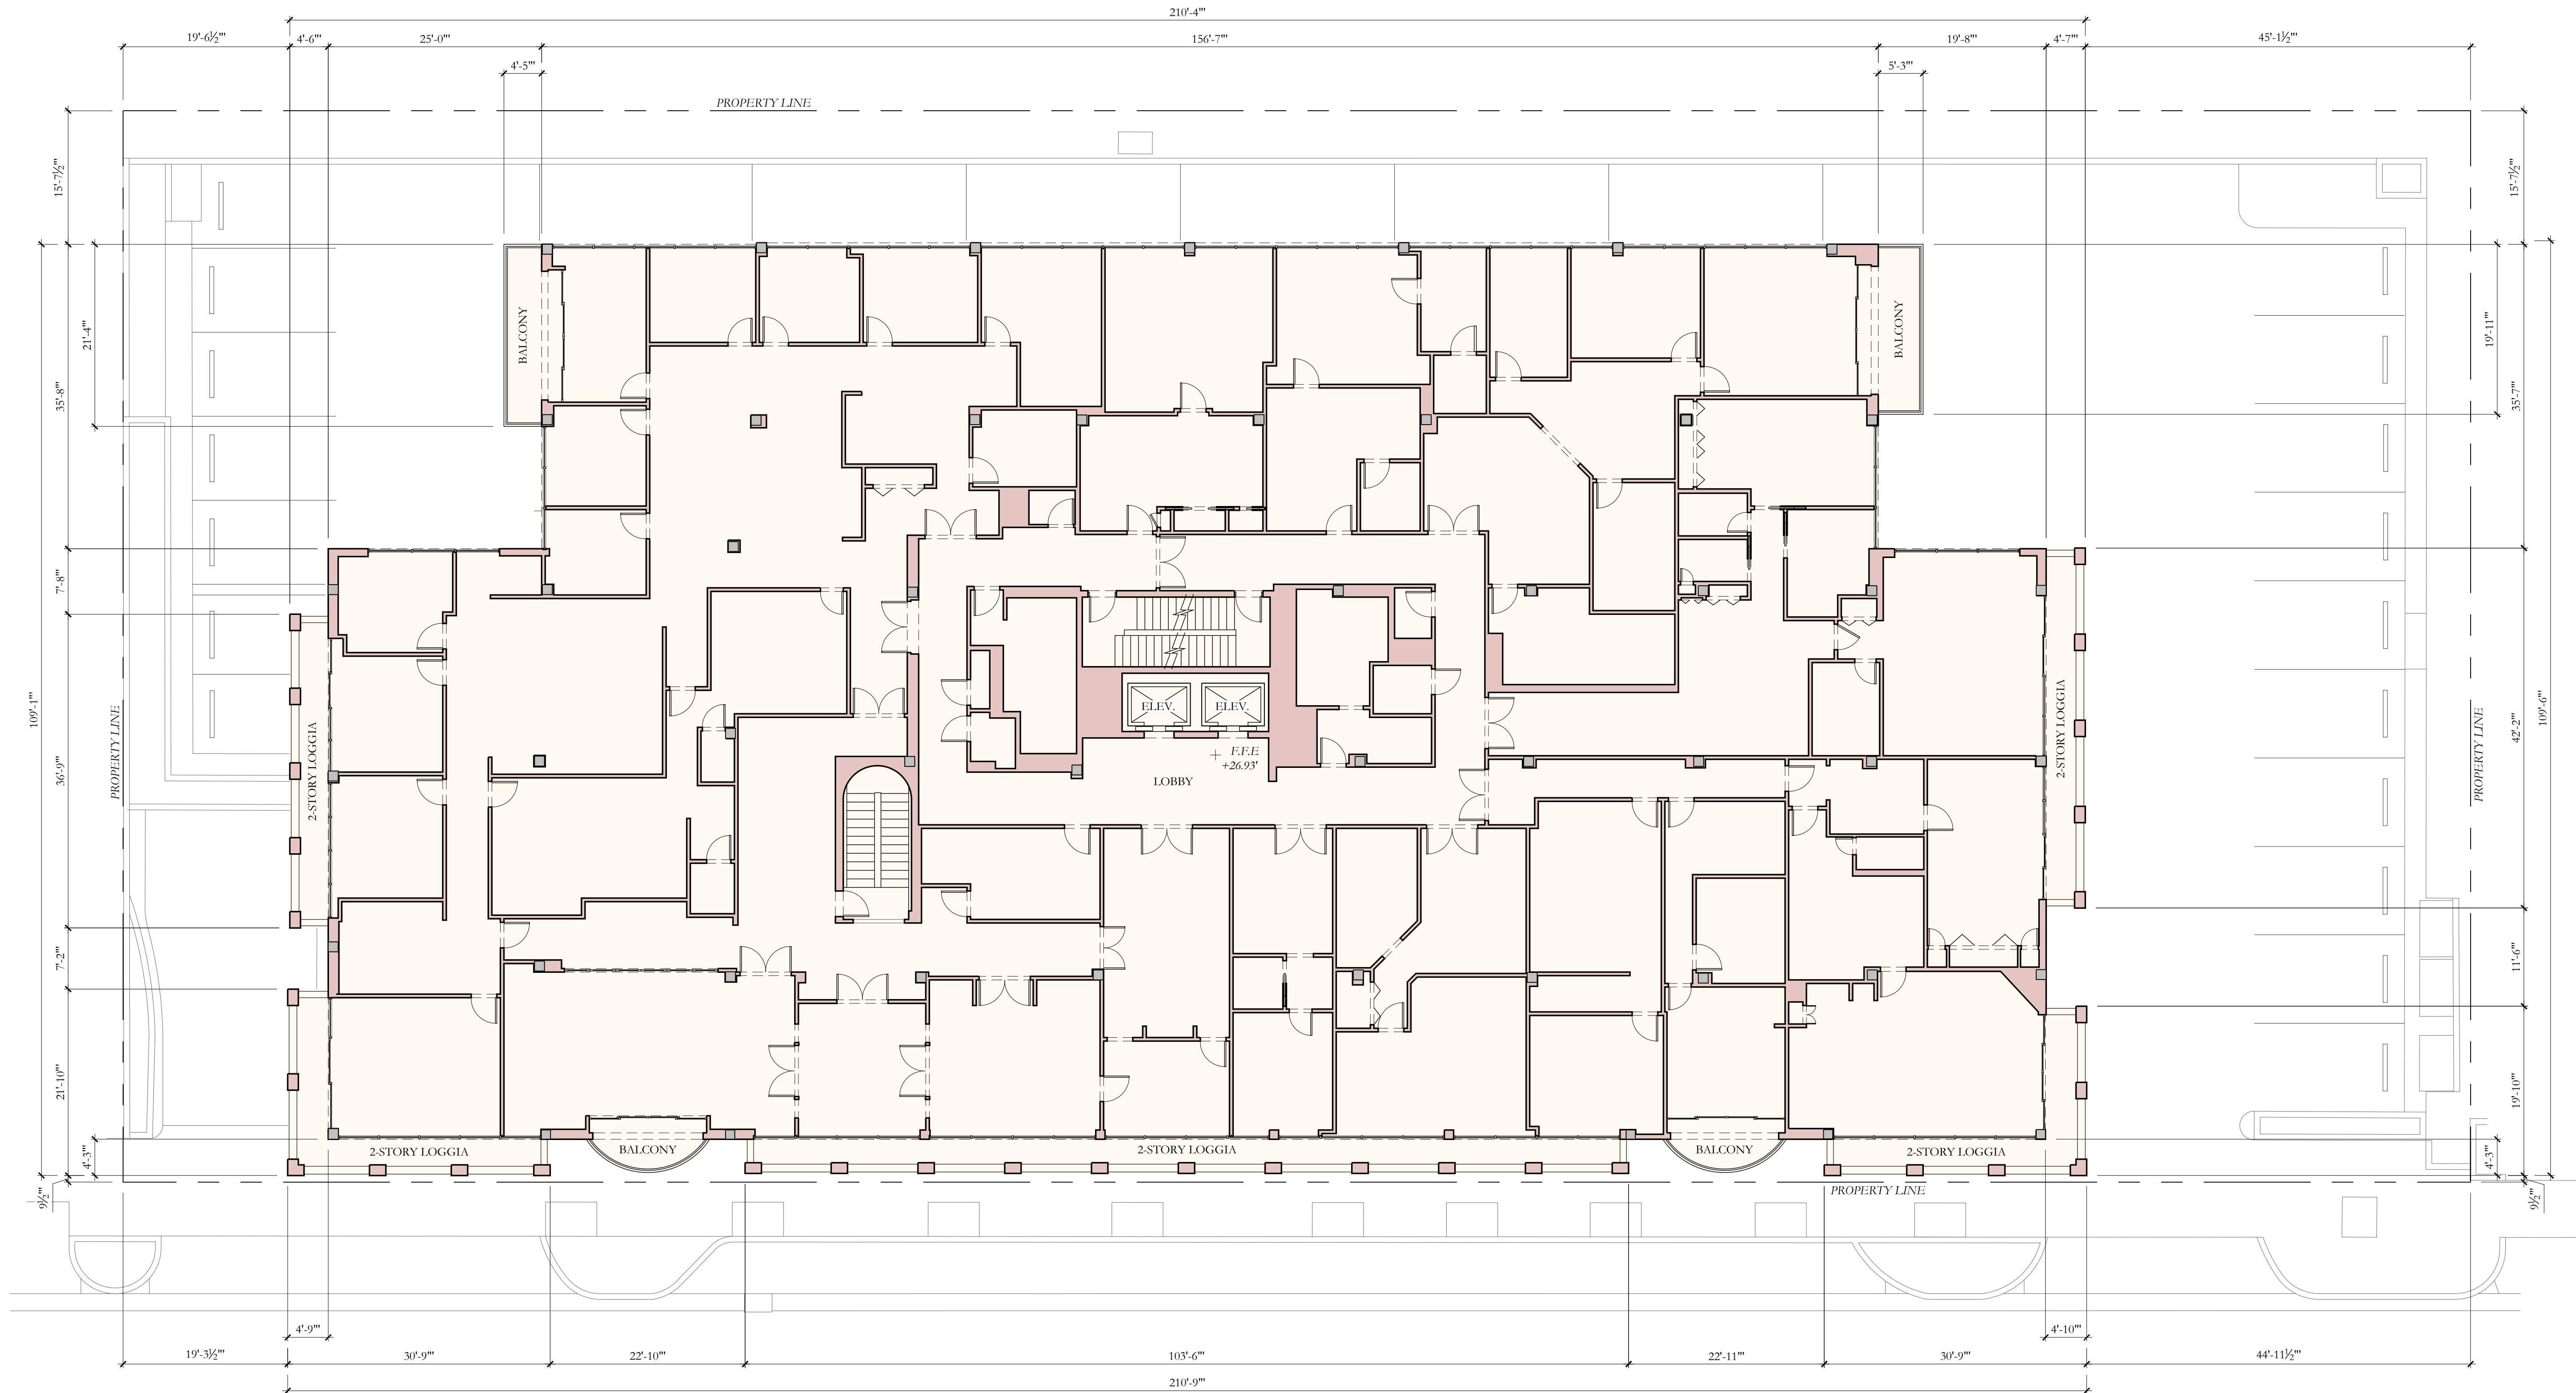 210'-4"'
19'-6½"'
4'-6"'
25'-0"'
156'-7"'
19'-8"'
4'-7"'
45'-1½"'
4'-5"'
5'-3"'
PROPERTY LINE
15'-7½"'
15'-7½"'
BALCONY
BALCONY
21'-4"'
19'-11"'
35'-8"'
35'-7"'
7'-8"'
109'-1"'
109'-6"'
PROPERTY LINE
PROPERTY LINE
2-STORY LOGGIA
2-STORY LOGGIA
36'-9"'
42'-2"'
ELEV.
ELEV.
F.F.E
+26.93'
LOBBY
7'-2"'
11'-6"'
21'-10"'
19'-10"'
4'-3"'
4'-3"'
2-STORY LOGGIA
BALCONY
2-STORY LOGGIA
BALCONY
2-STORY LOGGIA
9½"'
9½"'
PROPERTY LINE
4'-9"'
4'-10"'
19'-3½"'
30'-9"'
22'-10"'
103'-6"'
22'-11"'
30'-9"'
44'-11½"'
210'-9"'